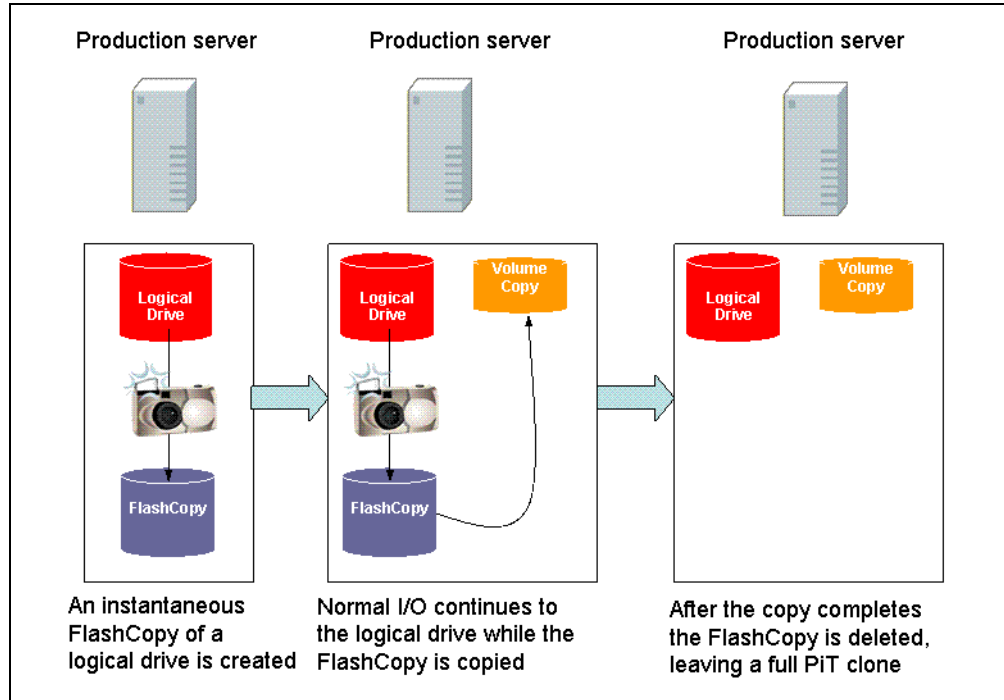 Production server
Production server
Production server
Logical
Drive
FlashCopy
Logical
Drive
Volume
Copy
FlashCopy
Logical
Drive
Volume
Copy
An instantaneous
FlashCopy of a
logical drive is created
Normal I/O continues to
the logical drive while the
FlashCopy is copied
After the copy completes
the FlashCopy is deleted,
leaving a full PiT clone